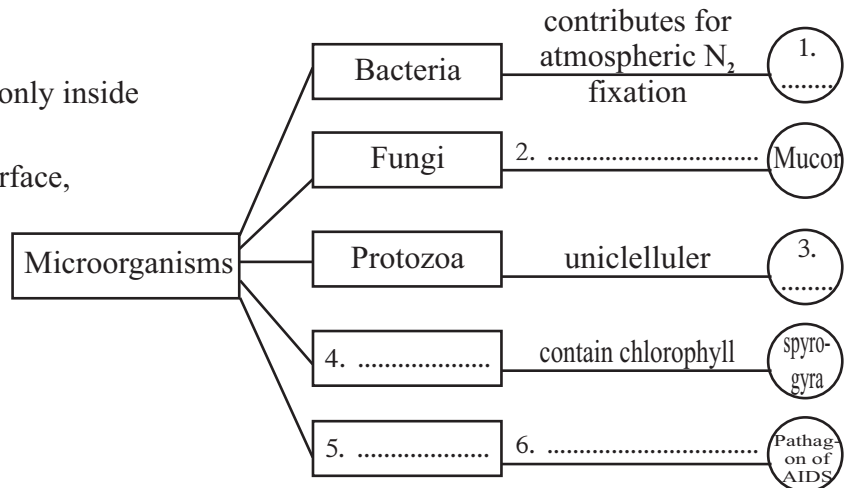 only inside
rface,
Microorganisms
Bacteria
contributes for
atmospheric N₂
fixation
1.
........
Fungi
2. ................................
Mucor
Protozoa
uniclelluler
3.
........
4. ....................
contain chlorophyll
spyro-
gyra
5. ....................
6. ................................
Pathag-
on of
AIDS